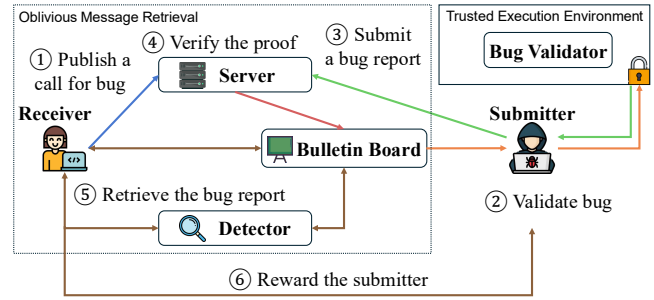 Oblivious Message Retrieval
Trusted Execution Environment
① Publish a
call for bug
④ Verify the proof
③ Submit
a bug report
Bug Validator
Server
Receiver
Submitter
Bulletin Board
⑤ Retrieve the bug report
② Validate bug
Detector
⑥ Reward the submitter